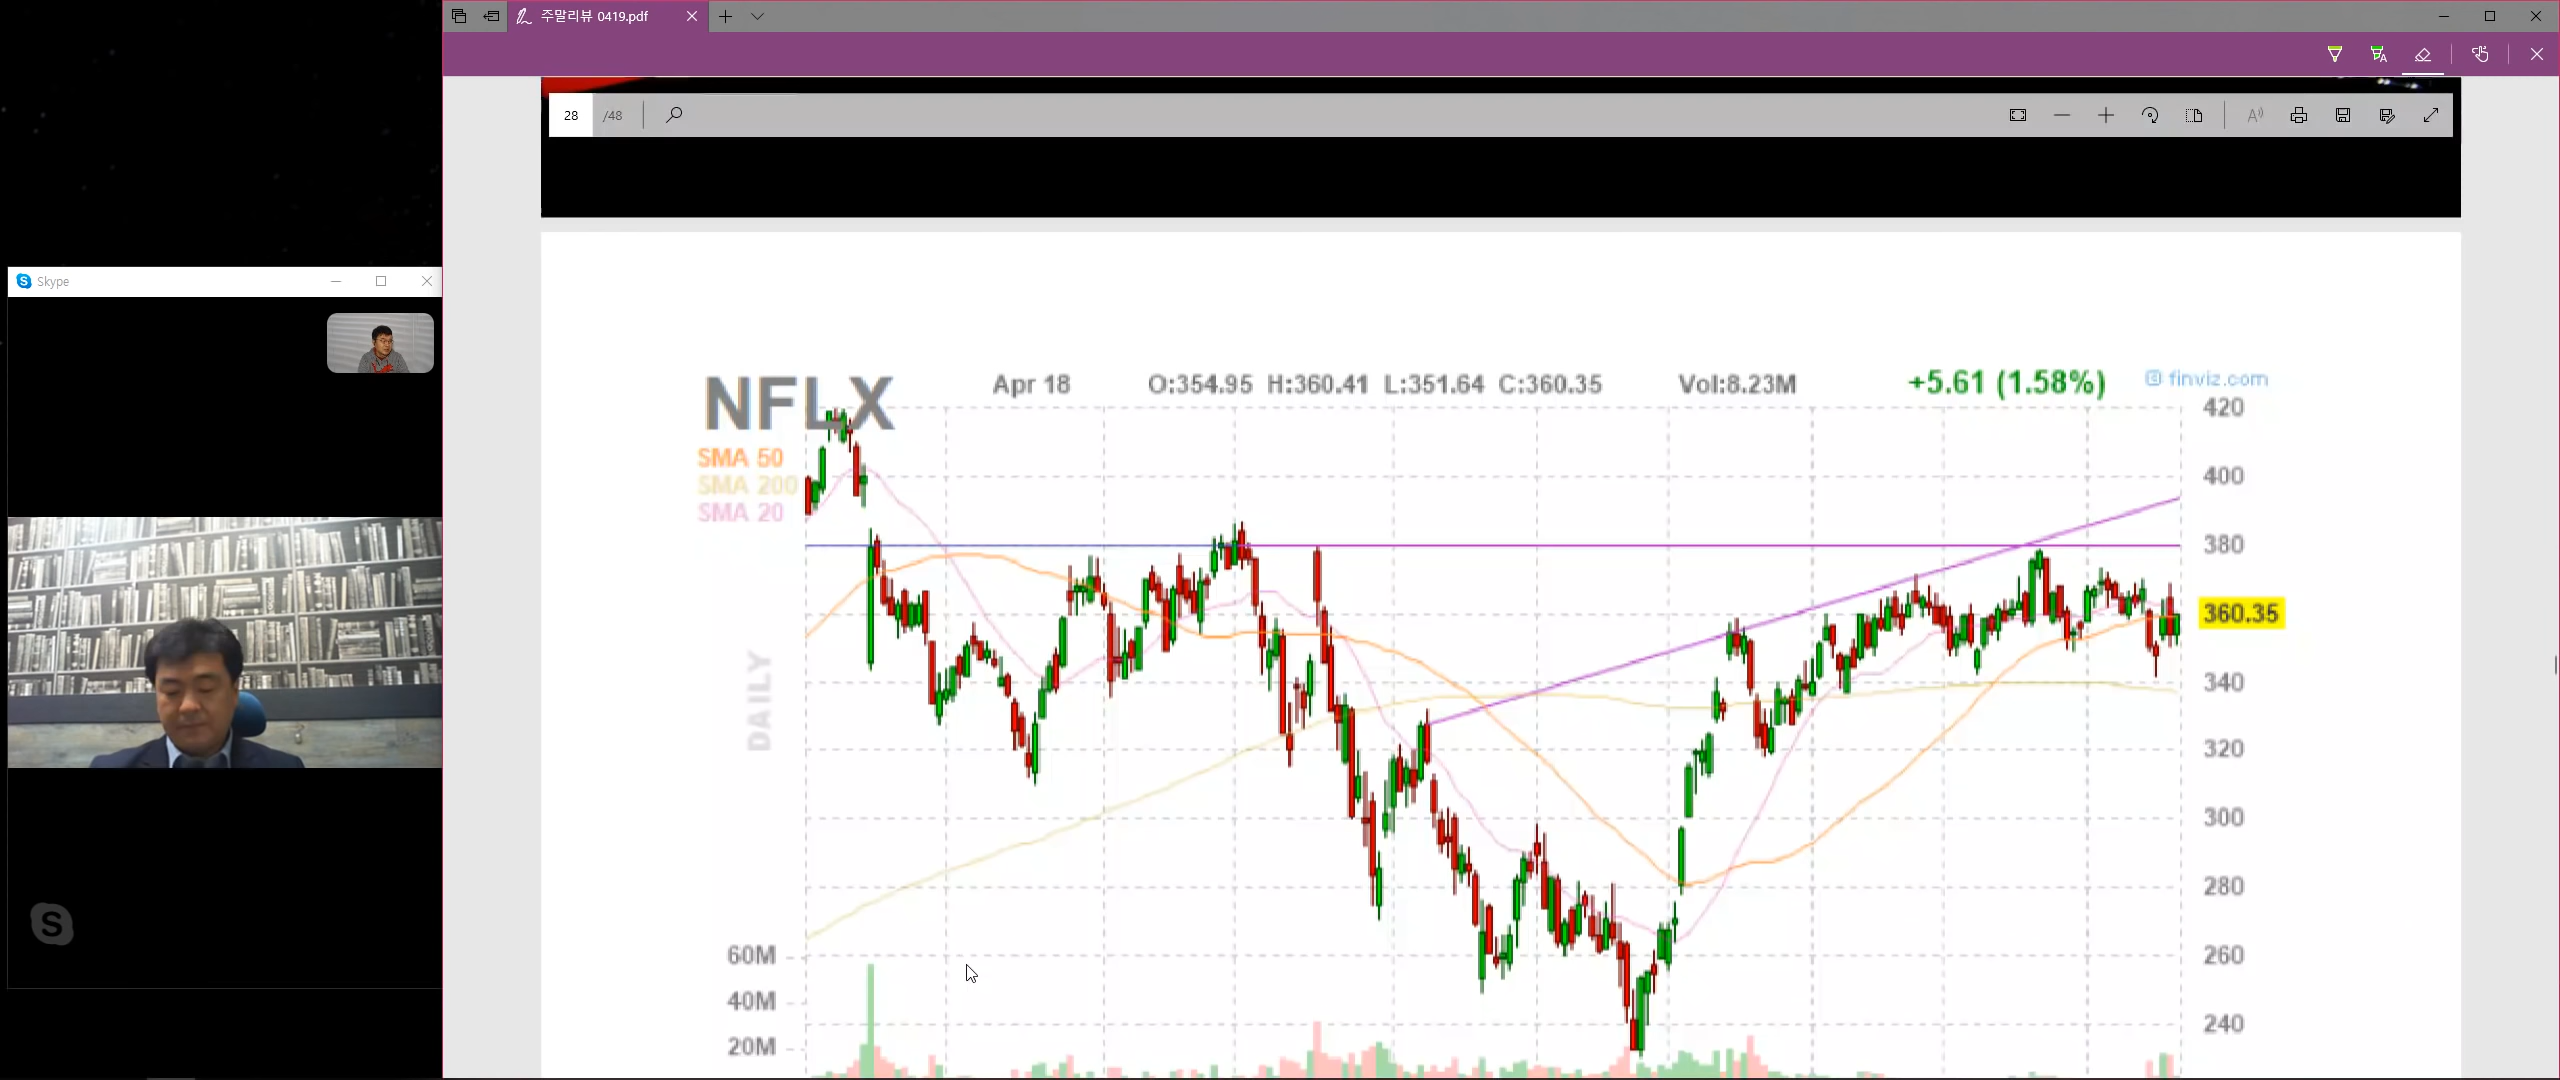 주말리뷰 0419.pdf
28 /48
Skype
NFLX
Apr 18 O:354.95 H:360.41 L:351.64 C:360.35 Vol:8.23M +5.61 (1.58%) finviz.com
SMA 50
SMA 200
SMA 20
DAILY
420
400
380
360.35
340
320
300
280
260
240
60M
40M
20M